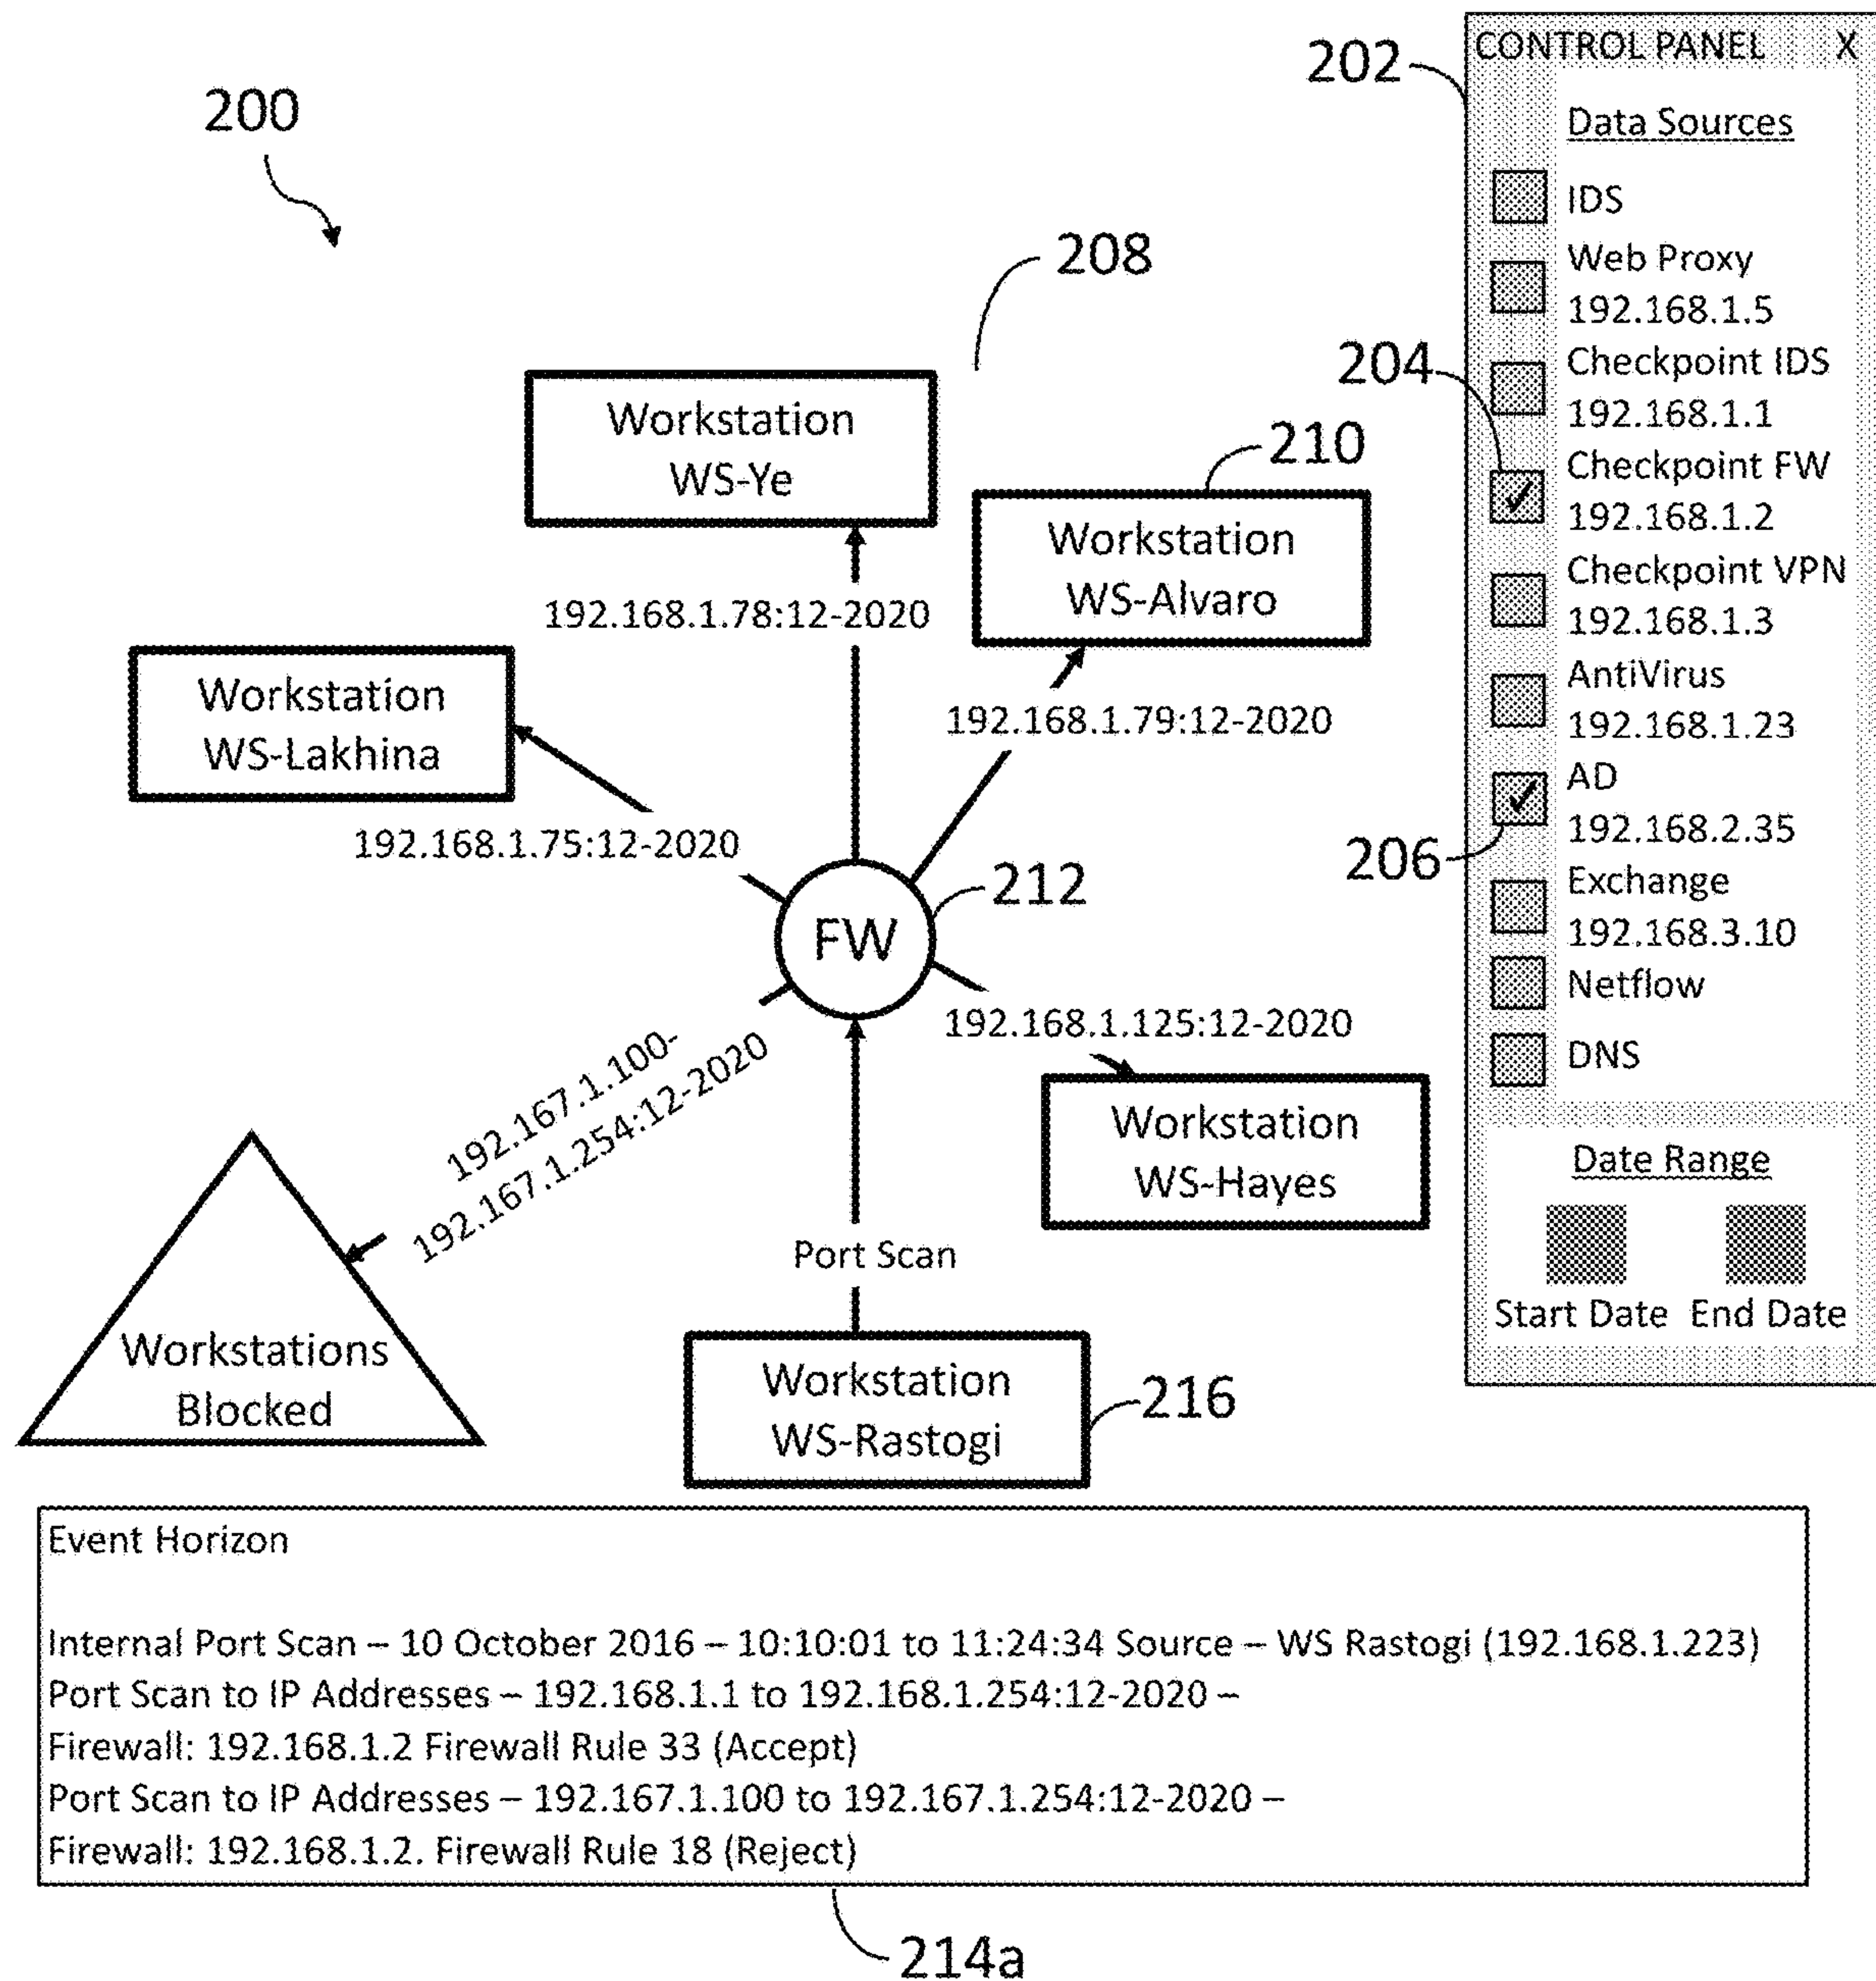 200
208
Workstation
WS-Ye
210
Workstation
WS-Alvaro
192.168.1.78:12-2020
Workstation
WS-Lakhina
192.168.1.79:12-2020
192.168.1.75:12-2020
FW
212
192.168.1.125:12-2020
192.167.1.100-
192.167.1.254:12-2020
Workstation
WS-Hayes
Port Scan
Workstations
Blocked
Workstation
WS-Rastogi
216
202
CONTROL PANEL X
Data Sources
IDS
Web Proxy
192.168.1.5
Checkpoint IDS
192.168.1.1
204
Checkpoint FW
192.168.1.2
Checkpoint VPN
192.168.1.3
AntiVirus
192.168.1.23
AD
192.168.2.35
206
Exchange
192.168.3.10
Netflow
DNS
Date Range
Start Date End Date
Event Horizon
Internal Port Scan – 10 October 2016 – 10:10:01 to 11:24:34 Source – WS Rastogi (192.168.1.223)
Port Scan to IP Addresses – 192.168.1.1 to 192.168.1.254:12-2020 –
Firewall: 192.168.1.2 Firewall Rule 33 (Accept)
Port Scan to IP Addresses – 192.167.1.100 to 192.167.1.254:12-2020 –
Firewall: 192.168.1.2. Firewall Rule 18 (Reject)
214a